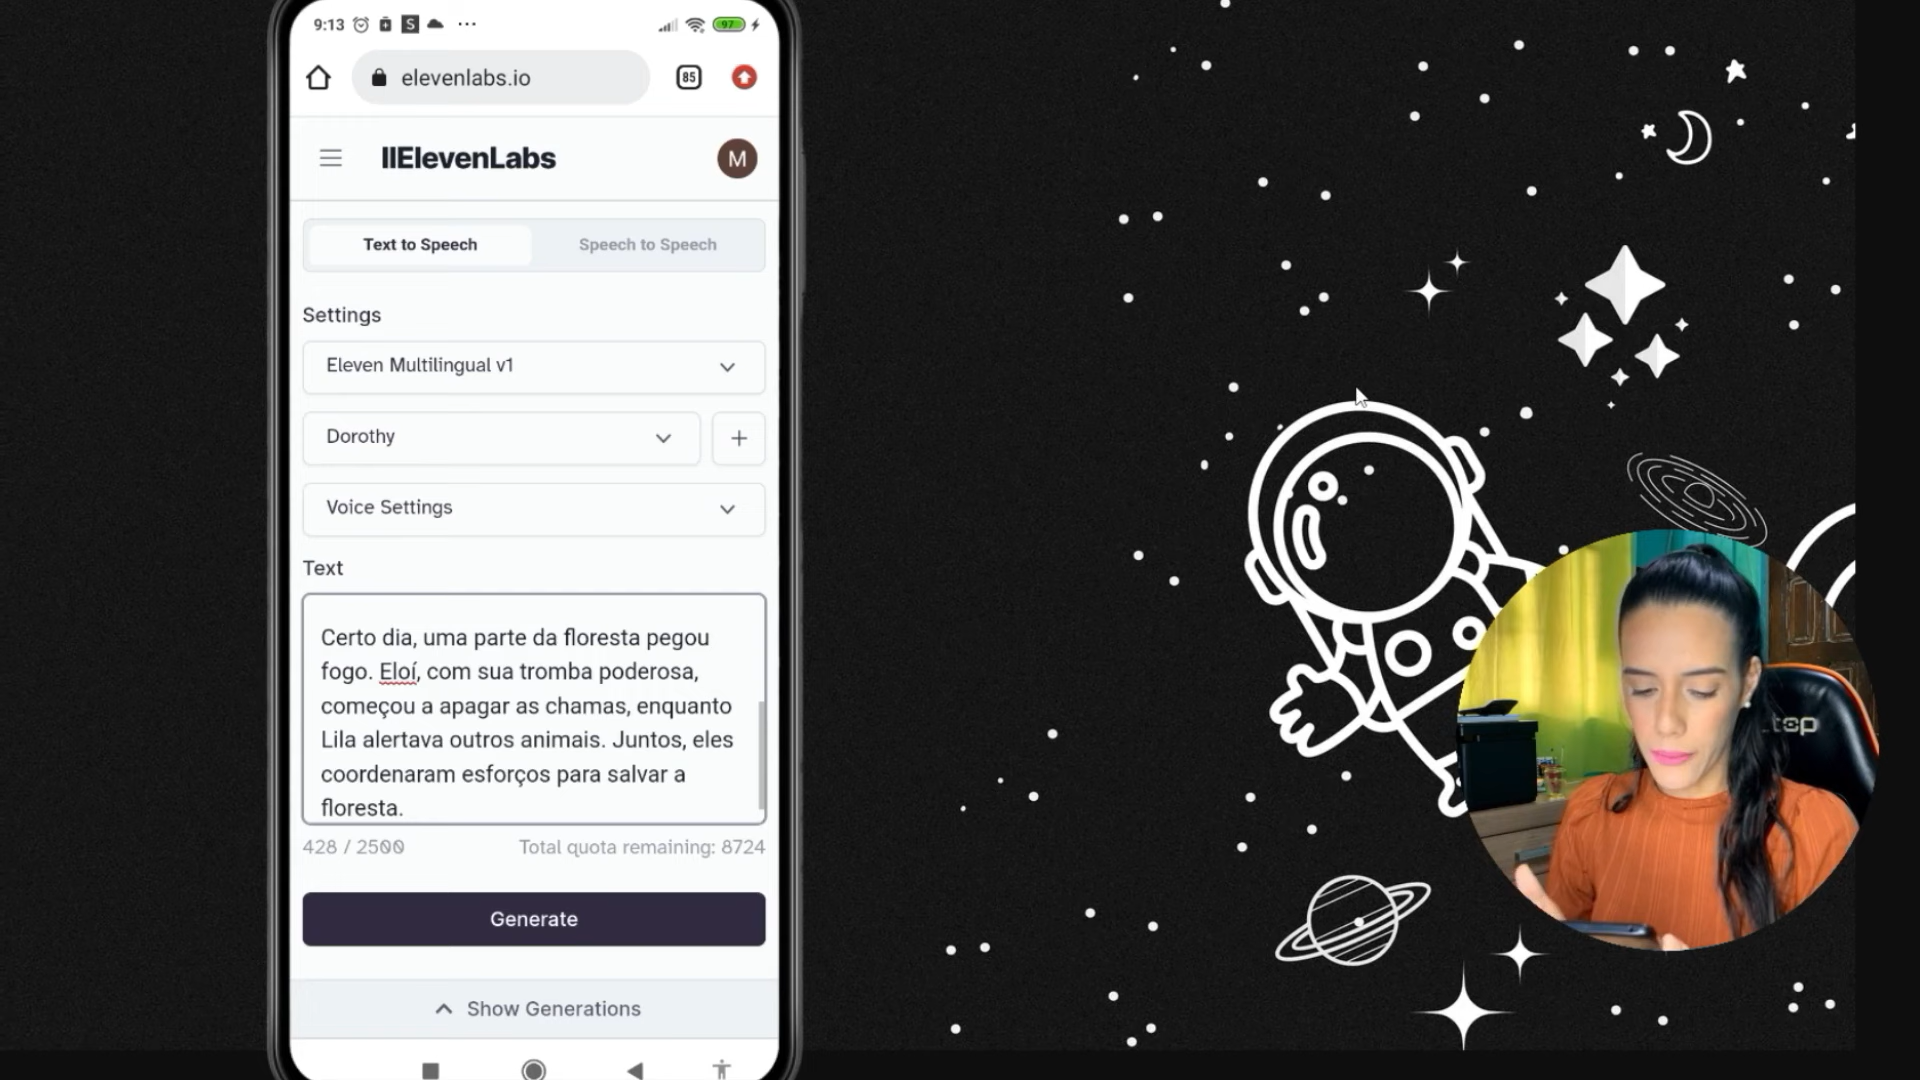 9:13
S
97
elevenlabs.io
85
IIElevenLabs
M
Text to Speech
Speech to Speech
Settings
Eleven Multilingual v1
Dorothy
+
Voice Settings
Text
Certo dia, uma parte da floresta pegou
fogo. Eloí, com sua tromba poderosa,
começou a apagar as chamas, enquanto
Lila alertava outros animais. Juntos, eles
coordenaram esforços para salvar a
floresta.
428 / 2500
Total quota remaining: 8724
Generate
Show Generations